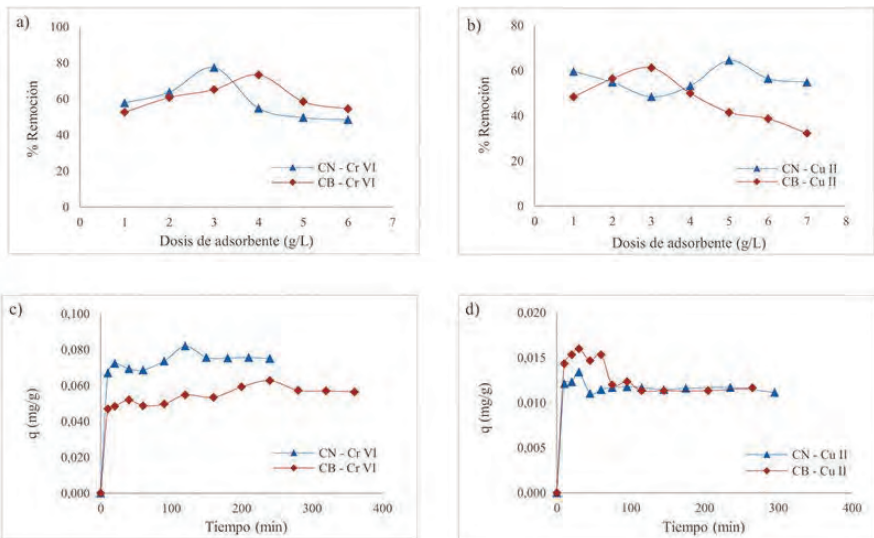 a)
100
80
60
40
20
0
% Remoción
0 1 2 3 4 5 6 7
Dosis de adsorbente (g/L)
CN - Cr VI
CB - Cr VI
b)
80
60
40
20
0
% Remoción
0 1 2 3 4 5 6 7 8
Dosis de adsorbente (g/L)
CN - Cu II
CB - Cu II
c)
0,100
0,080
0,060
0,040
0,020
0,000
q (mg/g)
0 100 200 300 400
Tiempo (min)
CN - Cr VI
CB - Cr VI
d)
0,020
0,015
0,010
0,005
0,000
q (mg/g)
0 100 200 300 400
Tiempo (min)
CN - Cu II
CB - Cu II